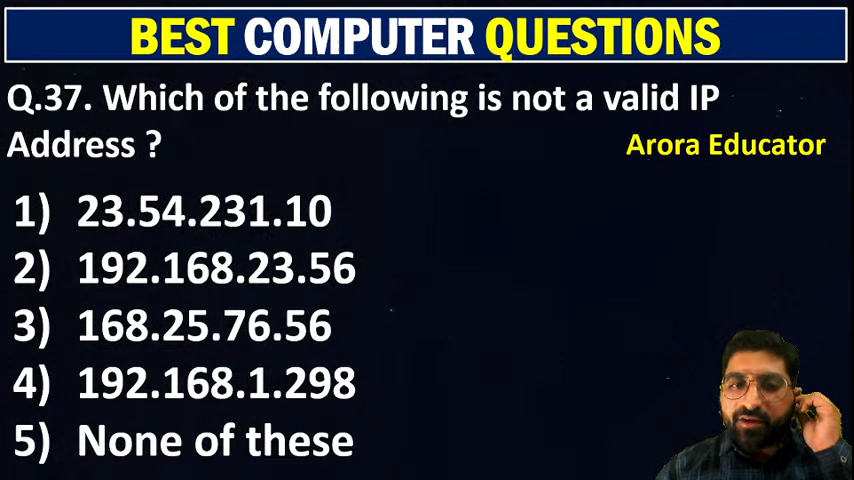 BEST COMPUTER QUESTIONS
Q.37. Which of the following is not a valid IP
Address ?
Arora Educator
1) 23.54.231.10
2) 192.168.23.56
3) 168.25.76.56
4) 192.168.1.298
5) None of these